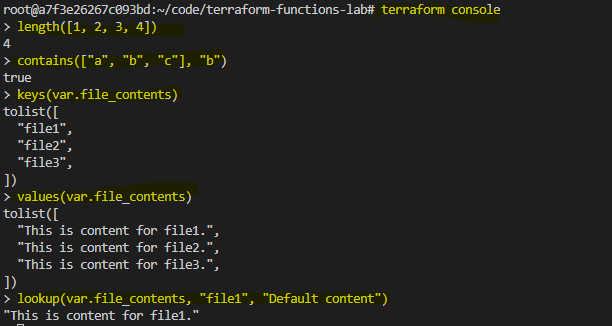 root@a7f3e26267c093bd:~/code/terraform-functions-lab# terraform console
> length([1, 2, 3, 4])
4
> contains(["a", "b", "c"], "b")
true
> keys(var.file_contents)
tolist([
  "file1",
  "file2",
  "file3",
])
> values(var.file_contents)
tolist([
  "This is content for file1.",
  "This is content for file2.",
  "This is content for file3.",
])
> lookup(var.file_contents, "file1", "Default content")
"This is content for file1."